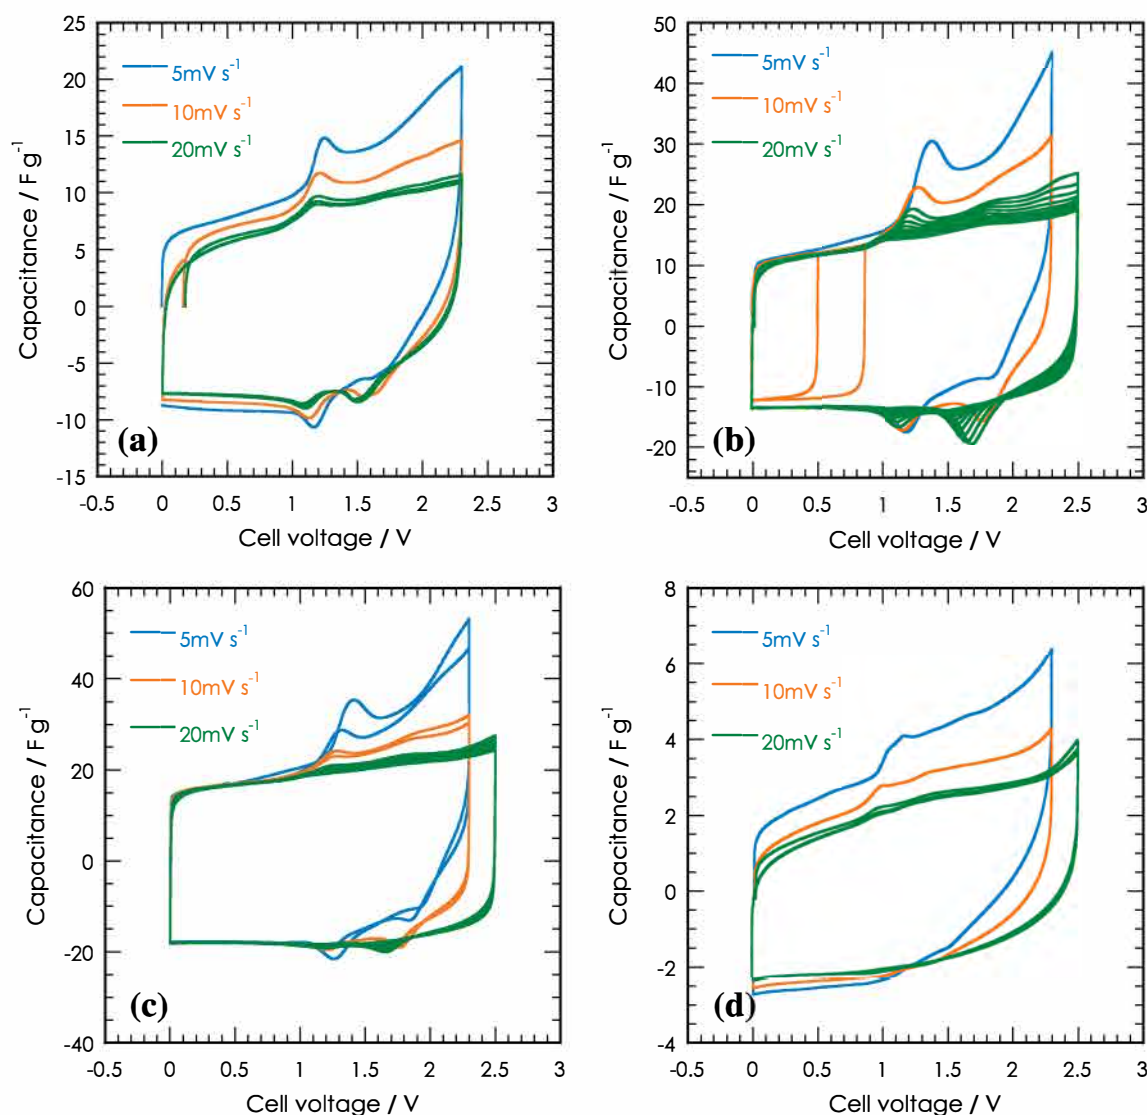 25
20
15
10
5
0
-5
-10
-15
-0.5 0 0.5 1 1.5 2 2.5 3
Capacitance / F g-1
Cell voltage / V
5mV s-1
10mV s-1
20mV s-1
(a)
50
40
30
20
10
0
-10
-20
-0.5 0 0.5 1 1.5 2 2.5 3
Capacitance / F g-1
Cell voltage / V
5mV s-1
10mV s-1
20mV s-1
(b)
60
40
20
0
-20
-40
-0.5 0 0.5 1 1.5 2 2.5 3
Capacitance / F g-1
Cell voltage / V
5mV s-1
10mV s-1
20mV s-1
(c)
8
6
4
2
0
-2
-4
-0.5 0 0.5 1 1.5 2 2.5 3
Capacitance / F g-1
Cell voltage / V
5mV s-1
10mV s-1
20mV s-1
(d)